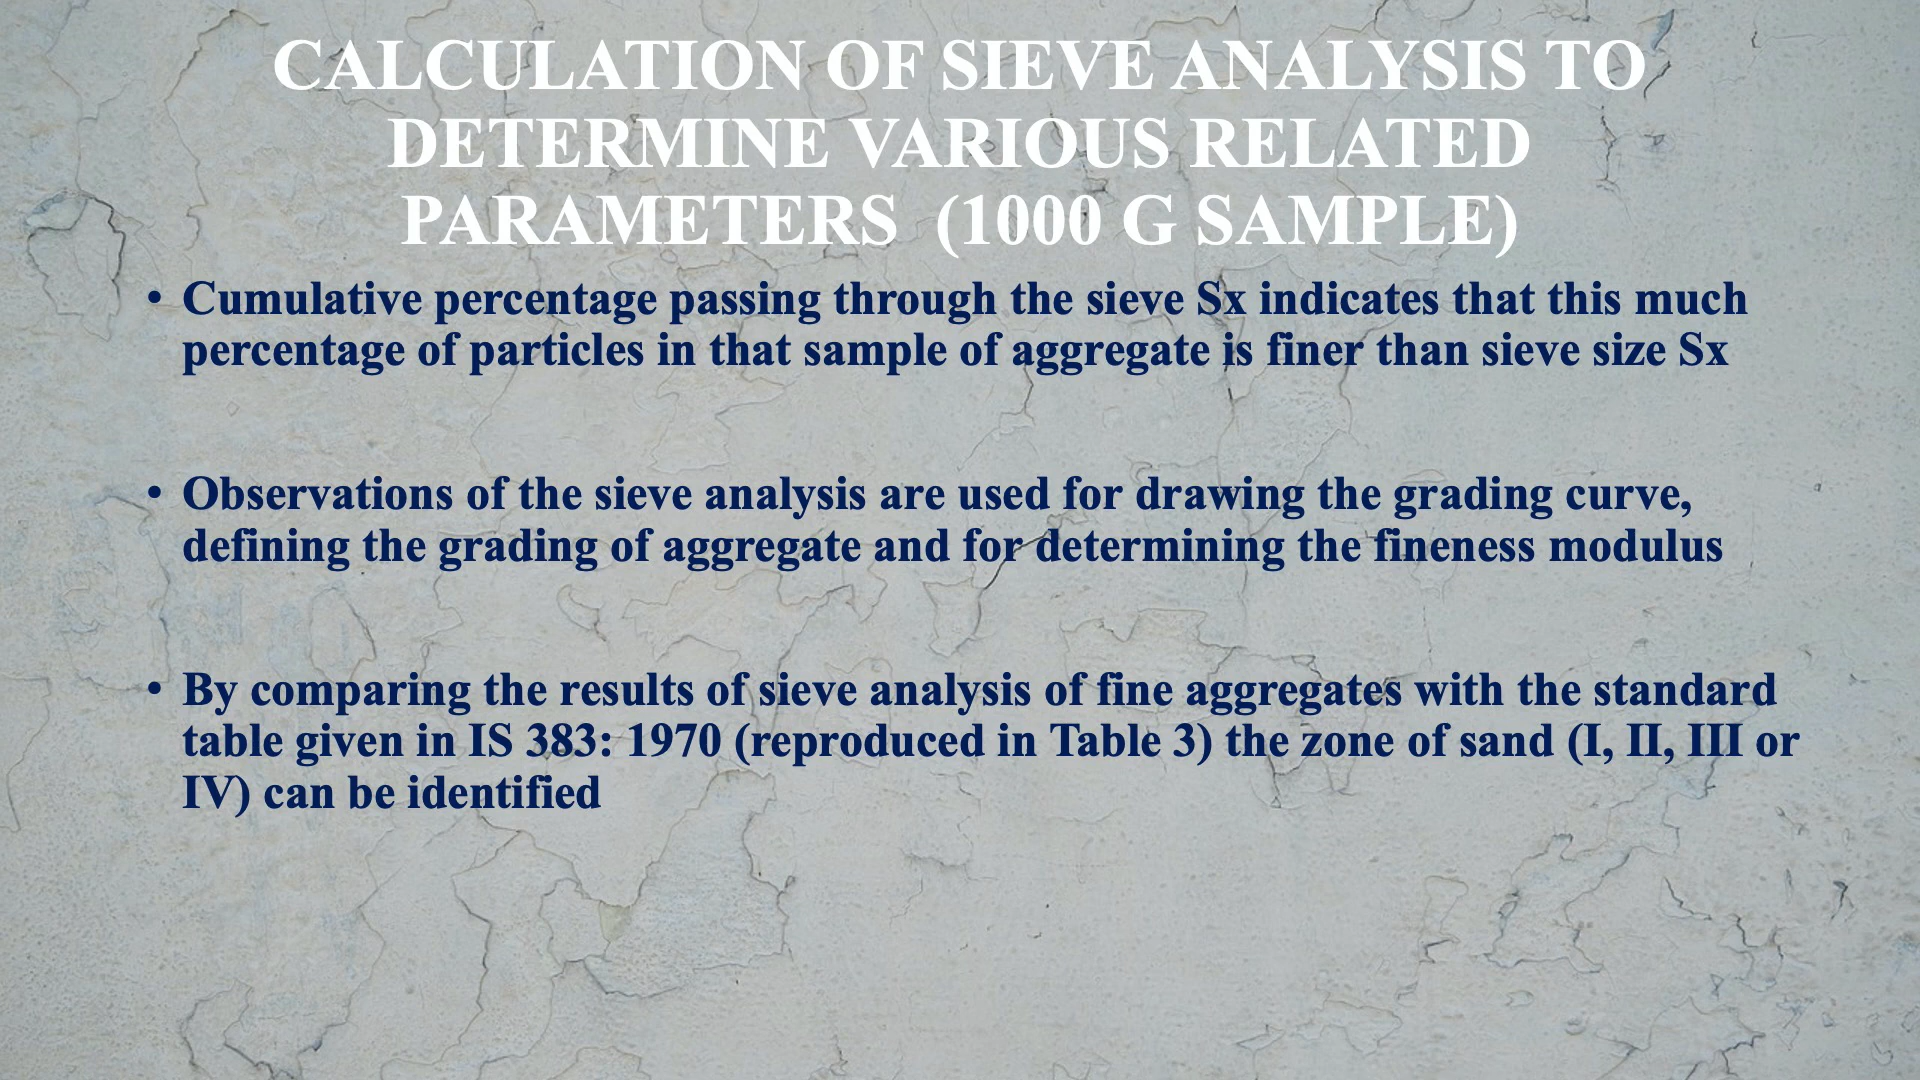 CALCULATION OF SIEVE ANALYSIS TO
DETERMINE VARIOUS RELATED
PARAMETERS (1000 G SAMPLE)
• Cumulative percentage passing through the sieve Sx indicates that this much
percentage of particles in that sample of aggregate is finer than sieve size Sx
• Observations of the sieve analysis are used for drawing the grading curve,
defining the grading of aggregate and for determining the fineness modulus
• By comparing the results of sieve analysis of fine aggregates with the standard
table given in IS 383: 1970 (reproduced in Table 3) the zone of sand (I, II, III or
IV) can be identified